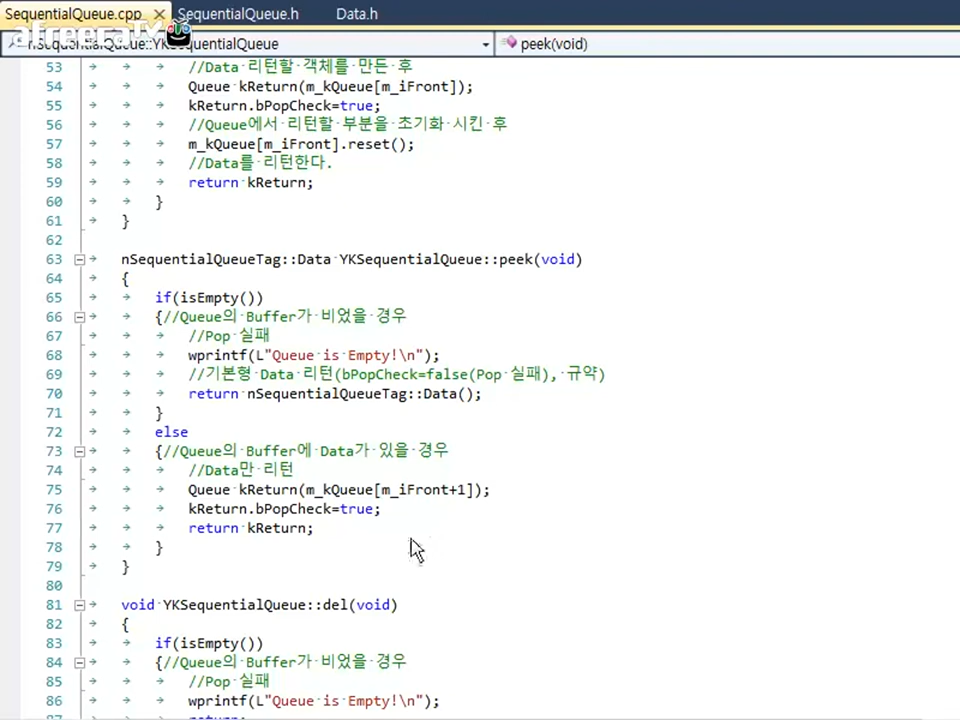 SequentialQueue.cpp SequentialQueue.h Data.h
afreecaTV
nSequentialQueue::YKSequentialQueue peek(void)
53 //Data 리턴할 객체를 만든 후
54 Queue kReturn(m_kQueue[m_iFront]);
55 kReturn.bPopCheck=true;
56 //Queue에서 리턴할 부분을 초기화 시킨 후
57 m_kQueue[m_iFront].reset();
58 //Data를 리턴한다.
59 return kReturn;
60 }
61 }
62
63 nSequentialQueueTag::Data YKSequentialQueue::peek(void)
64 {
65 if(isEmpty())
66 {//Queue의 Buffer가 비었을 경우
67 //Pop 실패
68 wprintf(L"Queue is Empty!\n");
69 //기본형 Data 리턴(bPopCheck=false(Pop 실패), 규약)
70 return nSequentialQueueTag::Data();
71 }
72 else
73 {//Queue의 Buffer에 Data가 있을 경우
74 //Data만 리턴
75 Queue kReturn(m_kQueue[m_iFront+1]);
76 kReturn.bPopCheck=true;
77 return kReturn;
78 }
79 }
80
81 void YKSequentialQueue::del(void)
82 {
83 if(isEmpty())
84 {//Queue의 Buffer가 비었을 경우
85 //Pop 실패
86 wprintf(L"Queue is Empty!\n");